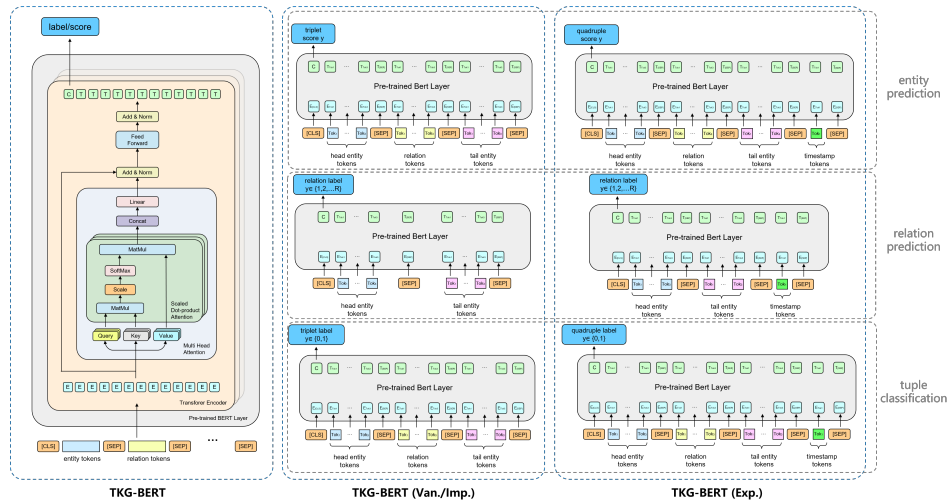 label/score
C T T T T T T T T T T T T
Add & Norm
Feed
Forward
Add & Norm
Linear
Concat
MatMul
SoftMax
Scale
MatMul
Scaled
Dot-product
Attention
Query
Key
Value
Multi Head
Attention
E E E E E E E E E E E E E
Transforer Encoder
Pre-trained BERT Layer
[CLS] [SEP] [SEP] ... [SEP]
entity tokens
relation tokens
TKG-BERT
triplet
score y
C ... ... ...
Pre-trained Bert Layer
... ... ...
[CLS] ... [SEP] ... [SEP] ... [SEP]
head entity
tokens
relation
tokens
tail entity
tokens
quadruple
score y
C ... ... ...
Pre-trained Bert Layer
... ... ...
[CLS] ... [SEP] ... [SEP] ... [SEP] [SEP]
head entity
tokens
relation
tokens
tail entity
tokens
timestamp
tokens
entity
prediction
relation label
y∈ {1,2,...R}
C ... ...
Pre-trained Bert Layer
... ...
[CLS] ... [SEP] ... [SEP]
head entity
tokens
tail entity
tokens
relation label
y∈ {1,2,...R}
C ... ...
Pre-trained Bert Layer
... ...
[CLS] ... [SEP] ... [SEP] [SEP]
head entity
tokens
tail entity
tokens
timestamp
tokens
relation
prediction
triplet label
y∈ {0,1}
C ... ... ...
Pre-trained Bert Layer
... ... ...
[CLS] ... [SEP] ... [SEP] ... [SEP]
head entity
tokens
relation
tokens
tail entity
tokens
quadruple label
y∈ {0,1}
C ... ... ...
Pre-trained Bert Layer
... ... ...
[CLS] ... [SEP] ... [SEP] ... [SEP] [SEP]
head entity
tokens
relation
tokens
tail entity
tokens
timestamp
tokens
tuple
classification
TKG-BERT (Van./Imp.)
TKG-BERT (Exp.)